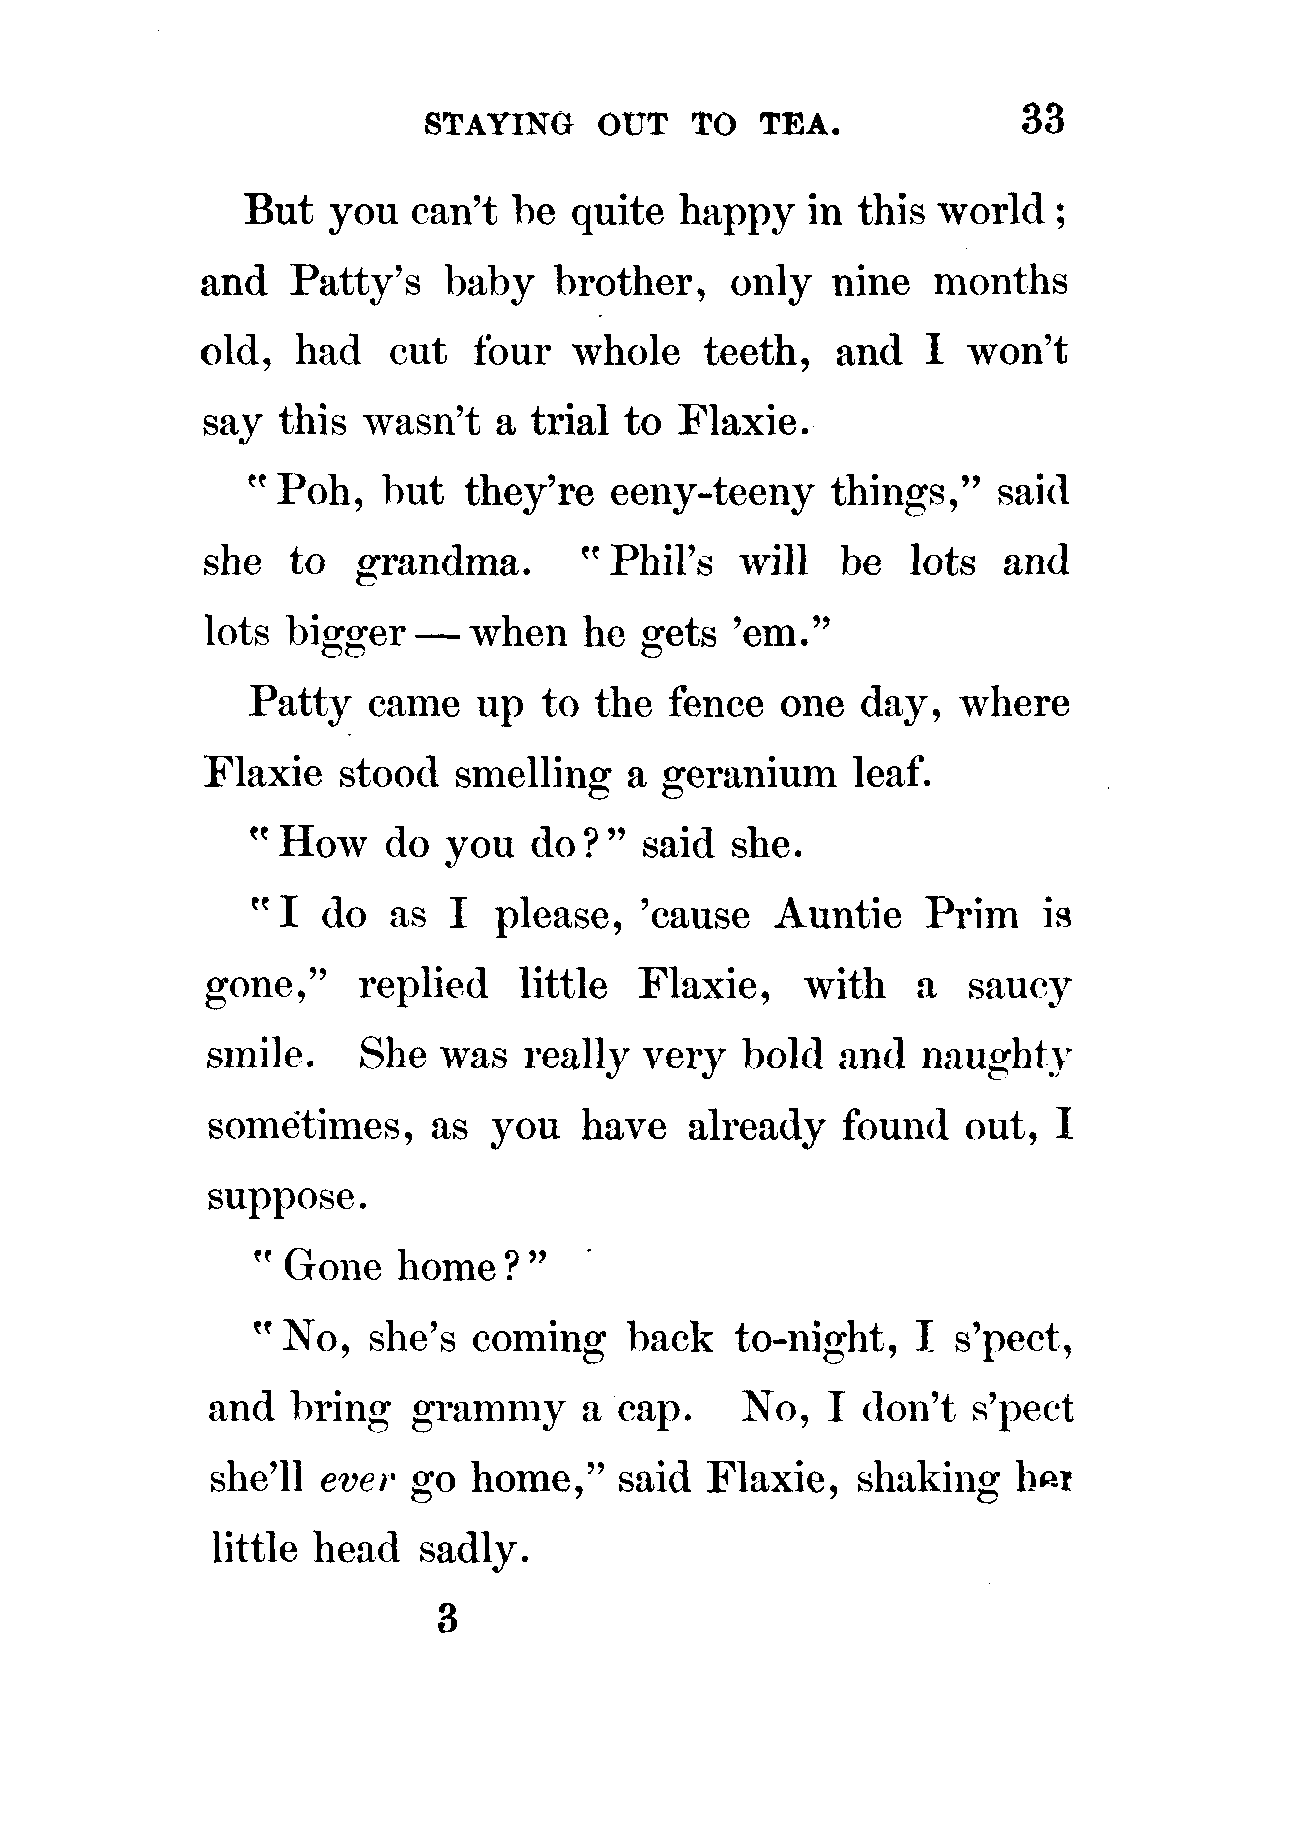 STAYING OUT TO TEA. 33
But you can't be quite happy in this world;
and Patty's baby brother, only nine months
old, had cut four whole teeth, and I won't
say this wasn't a trial to Flaxie.
"Poh, but they're eeny-teeny things," said
she to grandma. "Phil's will be lots and
lots bigger — when he gets 'em."
Patty came up to the fence one day, where
Flaxie stood smelling a geranium leaf.
"How do you do?" said she.
"I do as I please, 'cause Auntie Prim is
gone," replied little Flaxie, with a saucy
smile. She was really very bold and naughty
sometimes, as you have already found out, I
suppose.
"Gone home?"
"No, she's coming back to-night, I s'pect,
and bring grammy a cap. No, I don't s'pect
she'll ever go home," said Flaxie, shaking her
little head sadly.
3